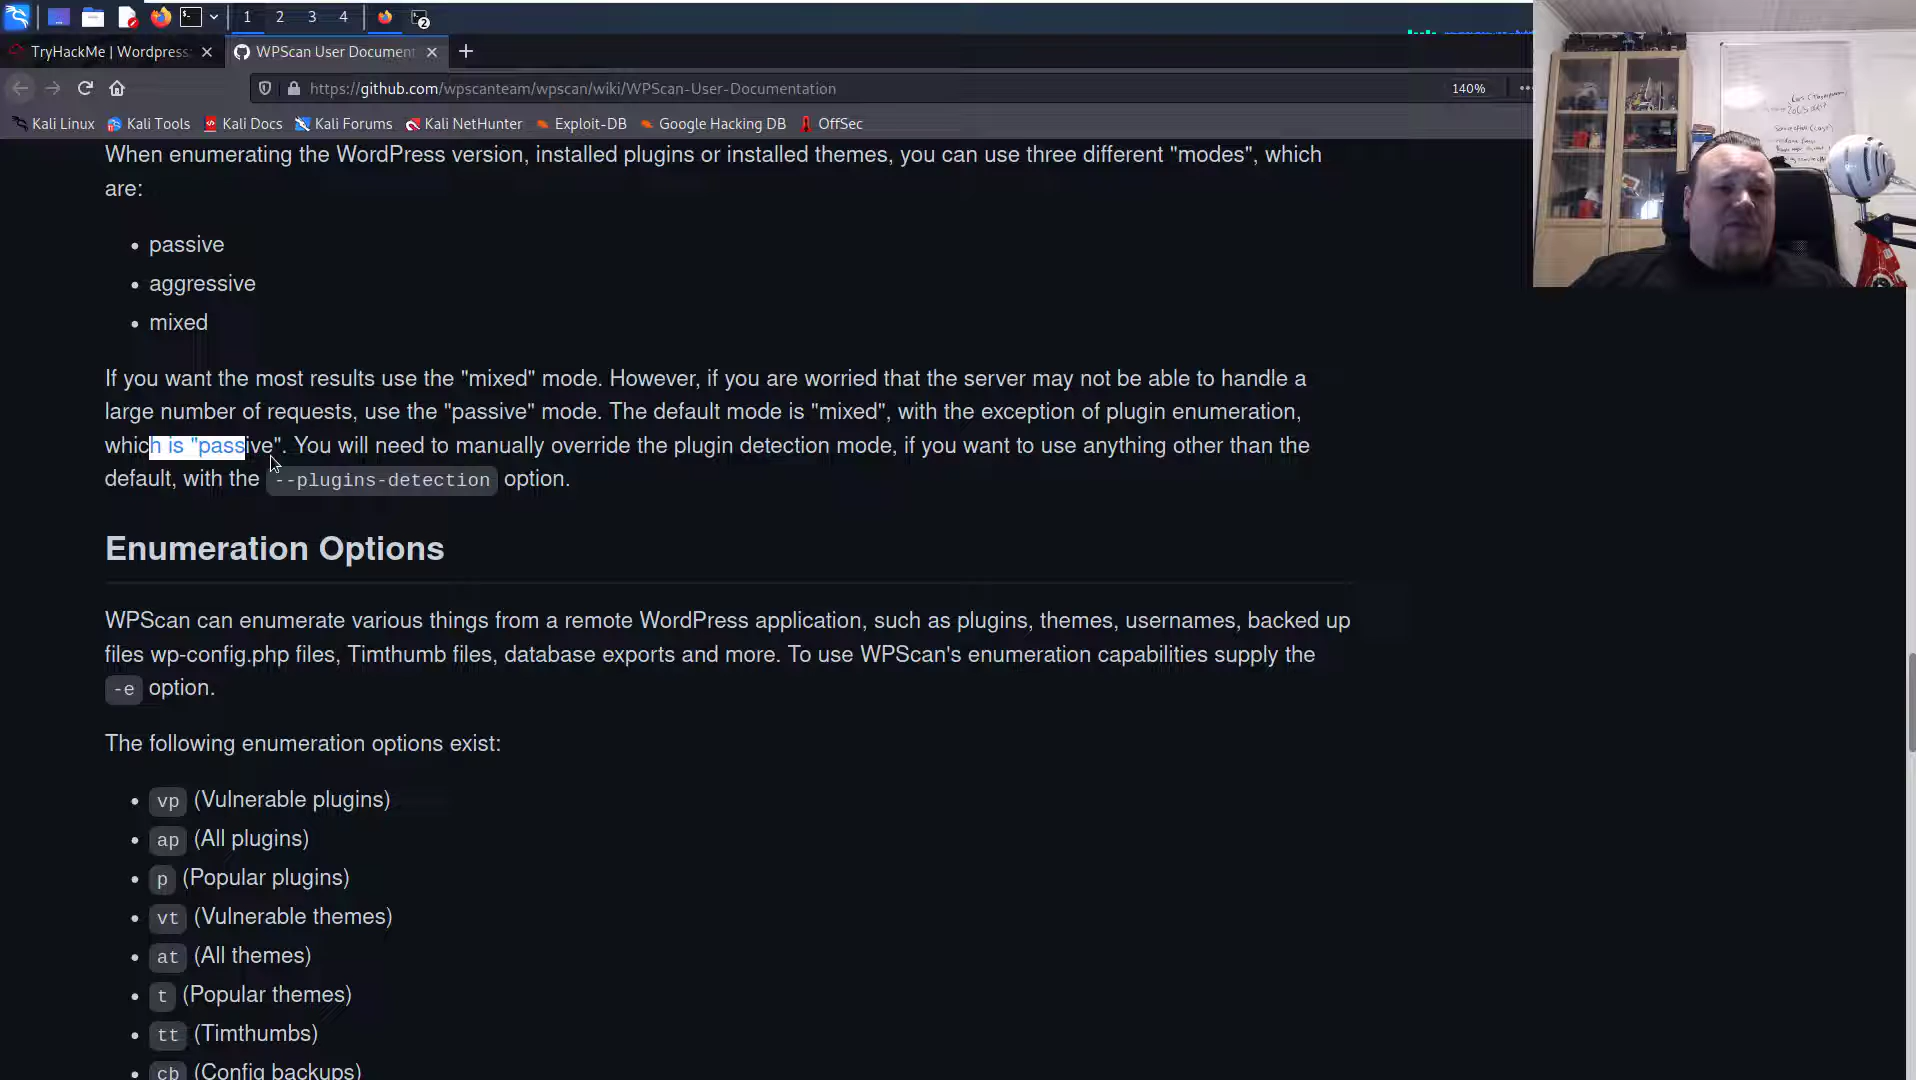 1 2 3 4 2
TryHackMe | Wordpress: WPScan User Document
https://github.com/wpscanteam/wpscan/wiki/WPScan-User-Documentation 140%
Kali Linux Kali Tools Kali Docs Kali Forums Kali NetHunter Exploit-DB Google Hacking DB OffSec
When enumerating the WordPress version, installed plugins or installed themes, you can use three different "modes", which
are:
• passive
• aggressive
• mixed
If you want the most results use the "mixed" mode. However, if you are worried that the server may not be able to handle a
large number of requests, use the "passive" mode. The default mode is "mixed", with the exception of plugin enumeration,
which is "passive". You will need to manually override the plugin detection mode, if you want to use anything other than the
default, with the --plugins-detection option.
Enumeration Options
WPScan can enumerate various things from a remote WordPress application, such as plugins, themes, usernames, backed up
files wp-config.php files, Timthumb files, database exports and more. To use WPScan's enumeration capabilities supply the
-e option.
The following enumeration options exist:
• vp (Vulnerable plugins)
• ap (All plugins)
• p (Popular plugins)
• vt (Vulnerable themes)
• at (All themes)
• t (Popular themes)
• tt (Timthumbs)
• cb (Config backups)